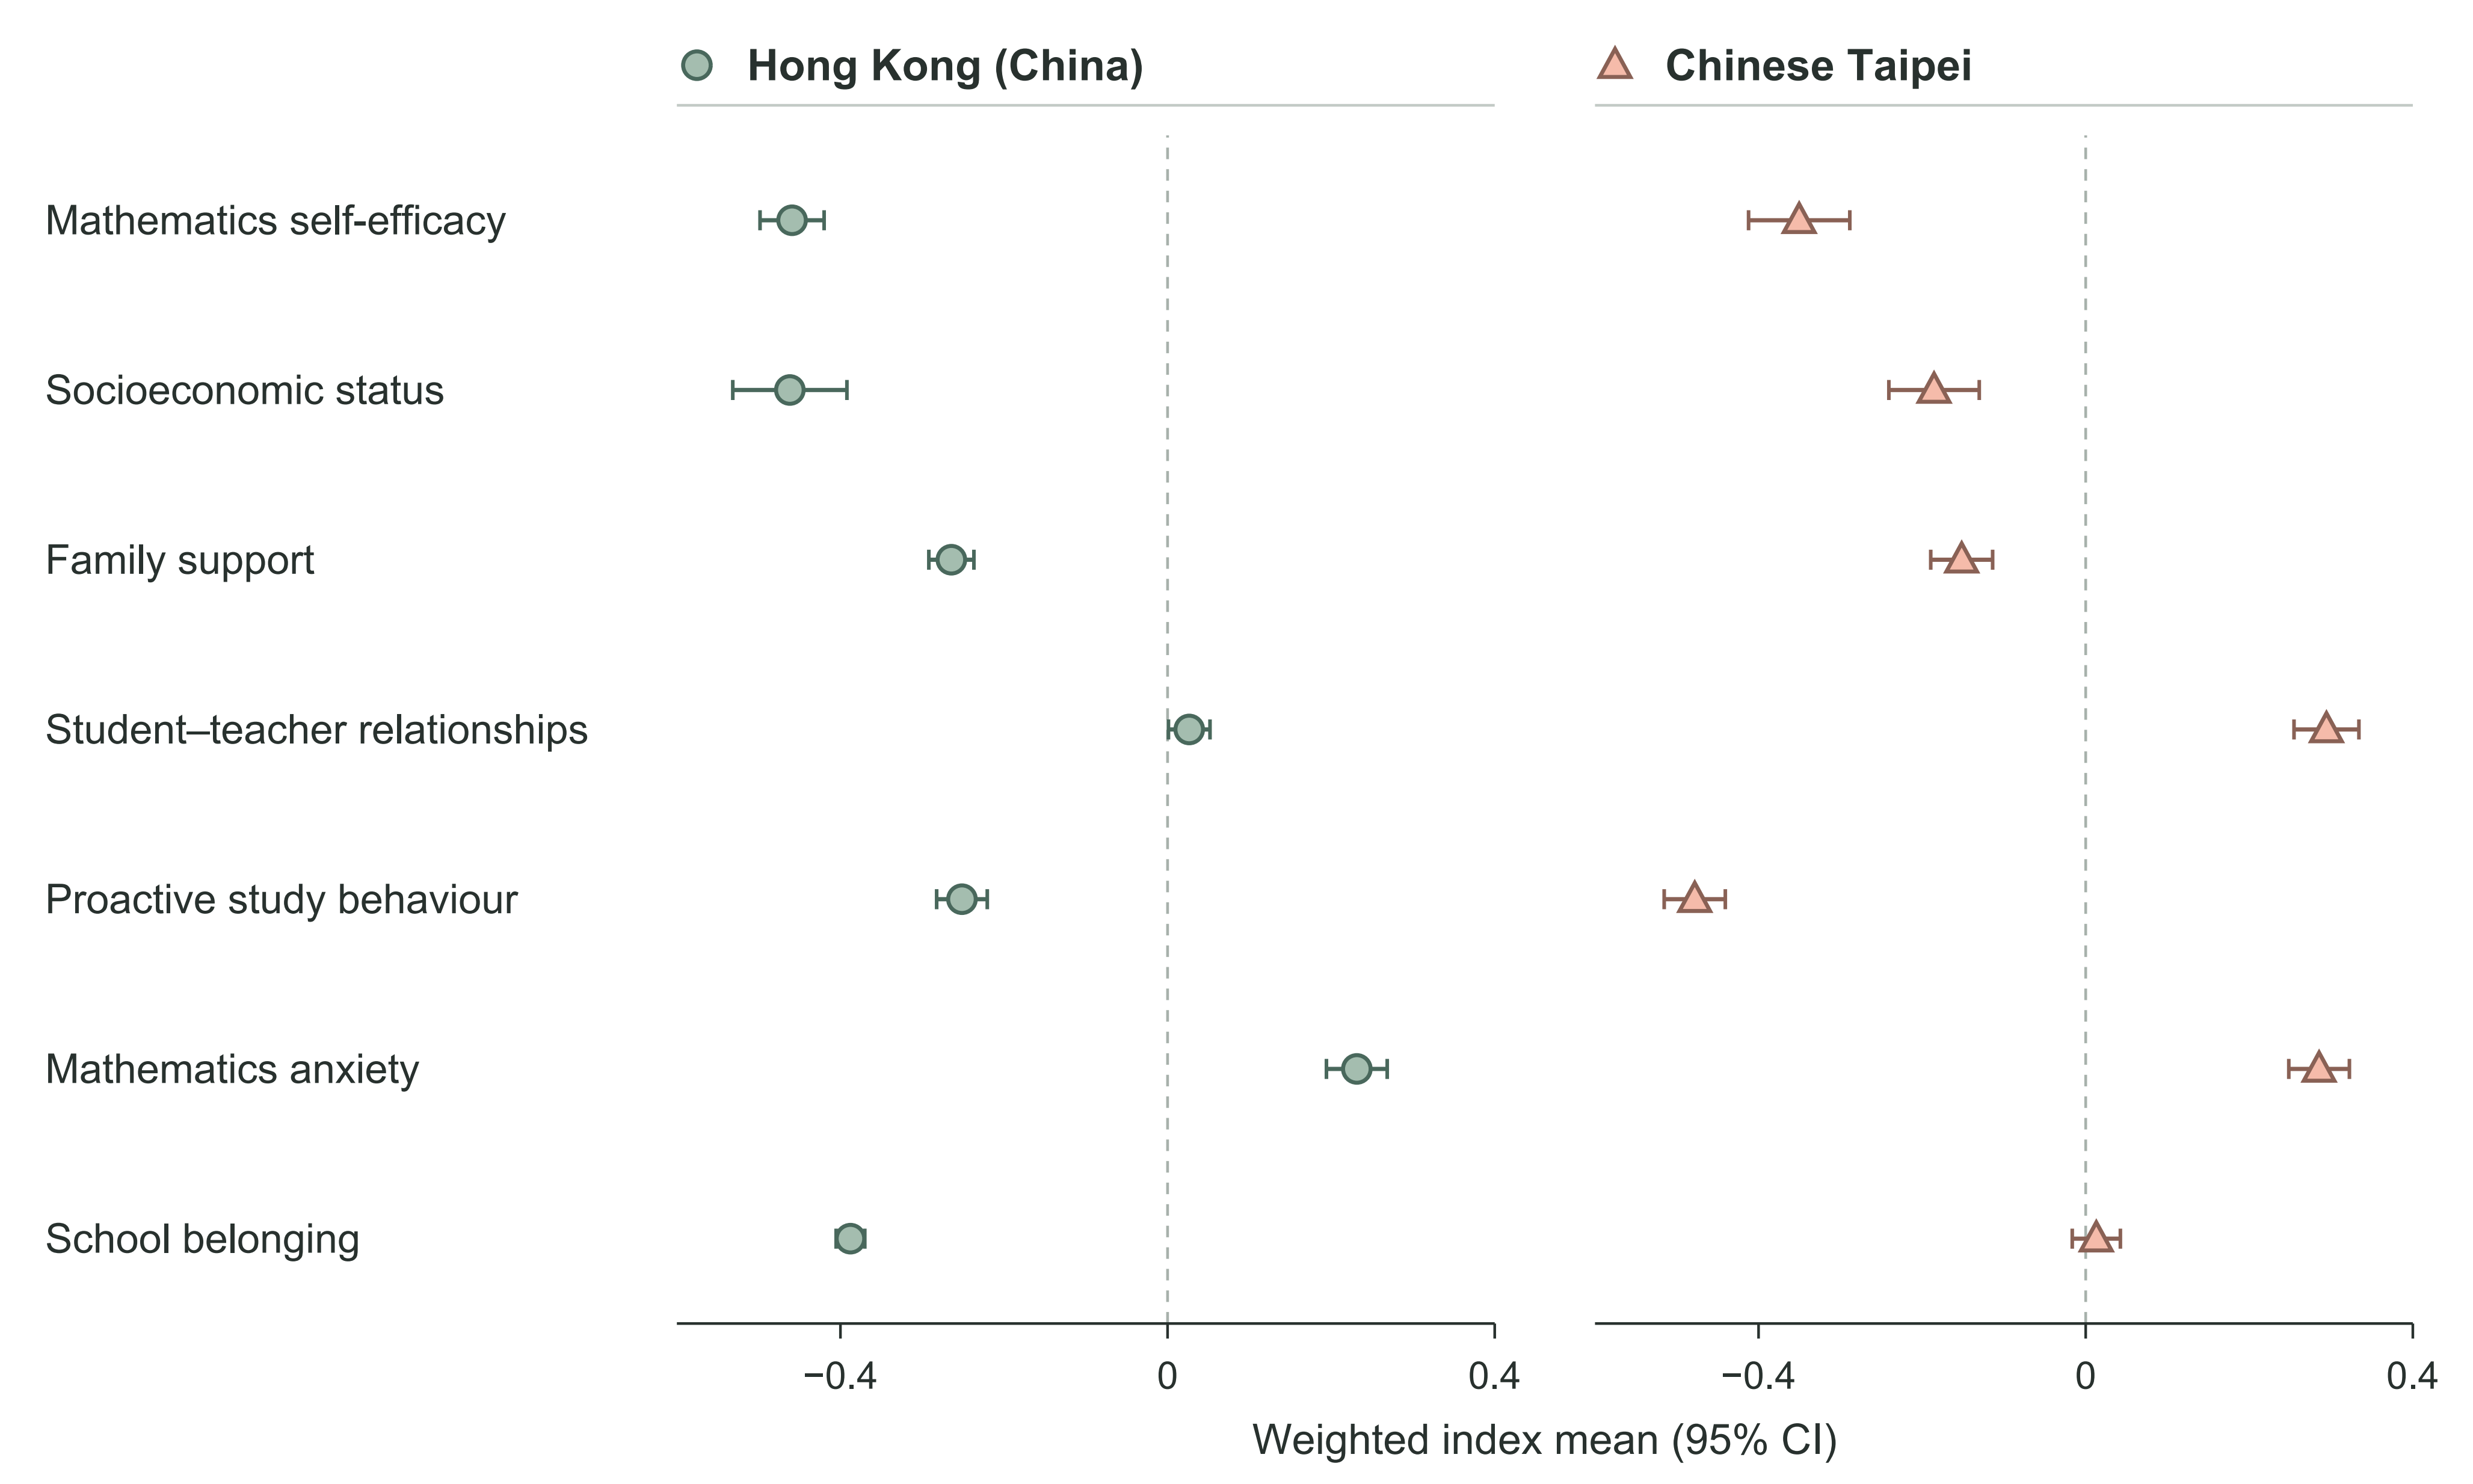 Hong Kong (China)
Chinese Taipei
Mathematics self-efficacy
Socioeconomic status
Family support
Student–teacher relationships
Proactive study behaviour
Mathematics anxiety
School belonging
−0.4 0 0.4 −0.4 0 0.4
Weighted index mean (95% CI)